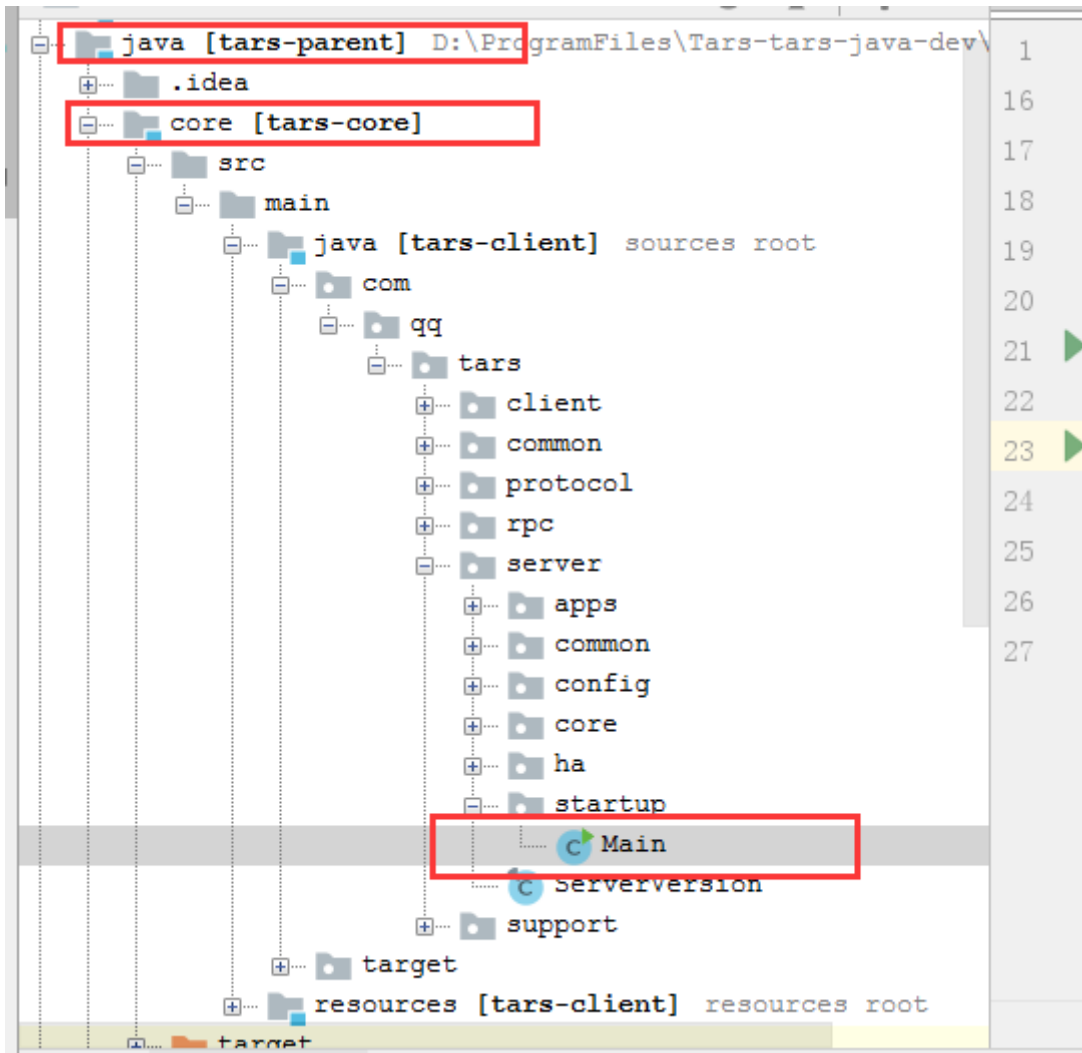 java [tars-parent] D:\ProgramFiles\Tars-tars-java-dev\
.idea
core [tars-core]
src
main
java [tars-client] sources root
com
qq
tars
client
common
protocol
rpc
server
apps
common
config
core
ha
startup
Main
ServerVersion
support
target
resources [tars-client] resources root
target
1
16
17
18
19
20
21
22
23
24
25
26
27